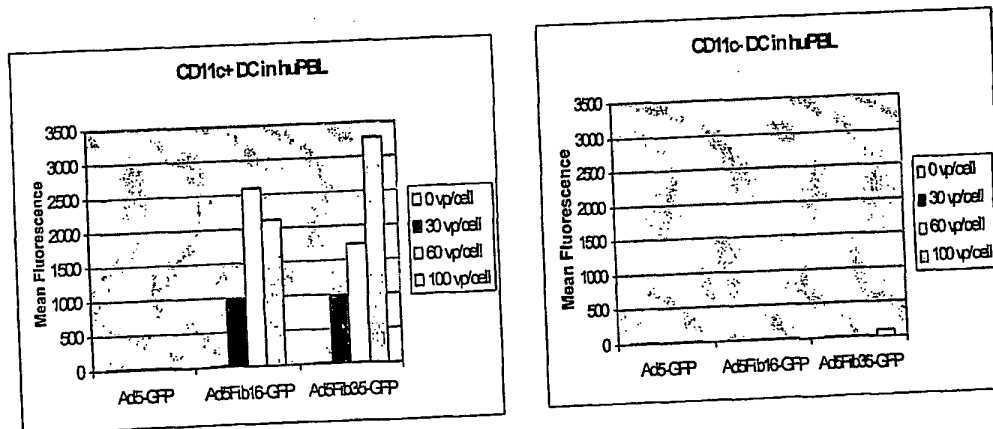 CD11c+ DC in huPBL
3500
3000
2500
2000
1500
1000
500
0
Mean Fluorescence
Ad5-GFP Ad5Fib16-GFP Ad5Fib35-GFP
0 vp/cell
30 vp/cell
60 vp/cell
100 vp/cell
CD11c- DC in huPBL
3500
3000
2500
2000
1500
1000
500
0
Mean Fluorescence
Ad5-GFP Ad5Fib16-GFP Ad5Fib35-GFP
0 vp/cell
30 vp/cell
60 vp/cell
100 vp/cell